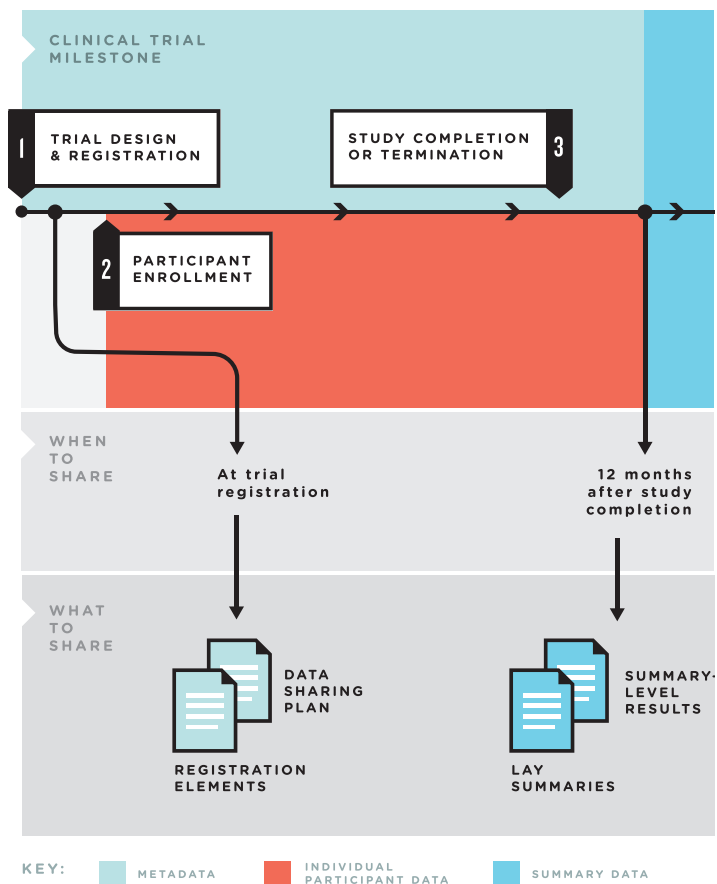 CLINICAL TRIAL
MILESTONE
1
TRIAL DESIGN
& REGISTRATION
STUDY COMPLETION
OR TERMINATION
3
2
PARTICIPANT
ENROLLMENT
WHEN
TO
SHARE
At trial
registration
12 months
after study
completion
WHAT
TO
SHARE
DATA
SHARING
PLAN
REGISTRATION
ELEMENTS
SUMMARY-
LEVEL
RESULTS
LAY
SUMMARIES
KEY:
METADATA
INDIVIDUAL
PARTICIPANT DATA
SUMMARY DATA